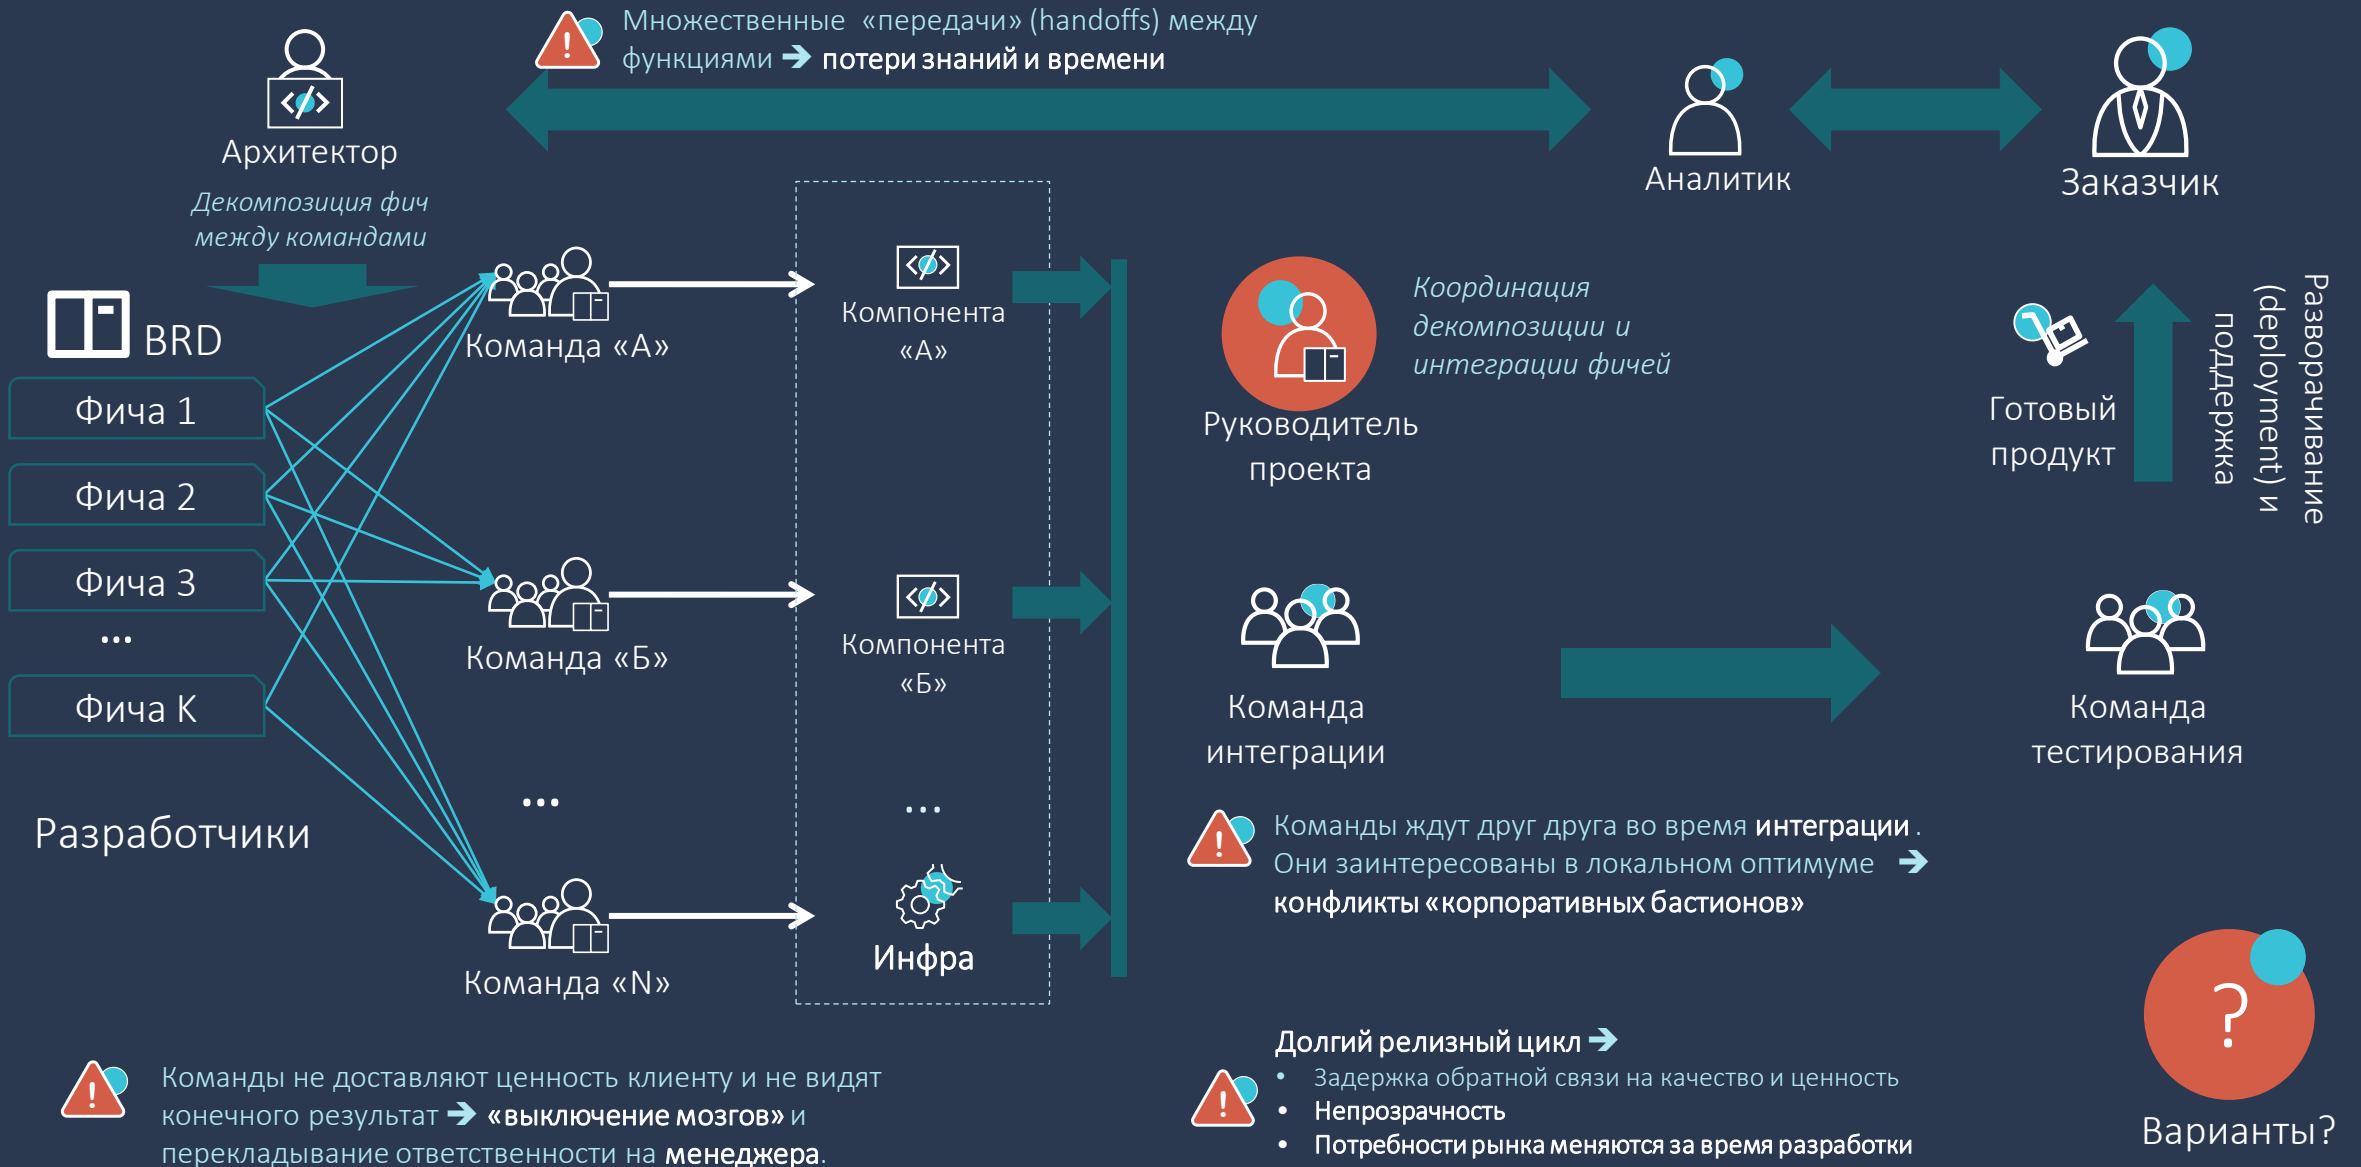 Множественные «передачи» (handoffs) между
функциями ➔ потери знаний и времени
Архитектор
Декомпозиция фич
между командами
Аналитик
Заказчик
BRD
Фича 1
Фича 2
Фича 3
...
Фича K
Разработчики
Команда «А»
Команда «Б»
...
Команда «N»
Компонента
«А»
Компонента
«Б»
...
Инфра
Руководитель
проекта
Координация
декомпозиции и
интеграции фичей
Готовый
продукт
Разворачивание
(deployment) и
поддержка
Команда
интеграции
Команда
тестирования
Команды ждут друг друга во время интеграции .
Они заинтересованы в локальном оптимуме ➔
конфликты «корпоративных бастионов»
Команды не доставляют ценность клиенту и не видят
конечного результат ➔ «выключение мозгов» и
перекладывание ответственности на менеджера.
Долгий релизный цикл ➔
• Задержка обратной связи на качество и ценность
• Непрозрачность
• Потребности рынка меняются за время разработки
?
Варианты?